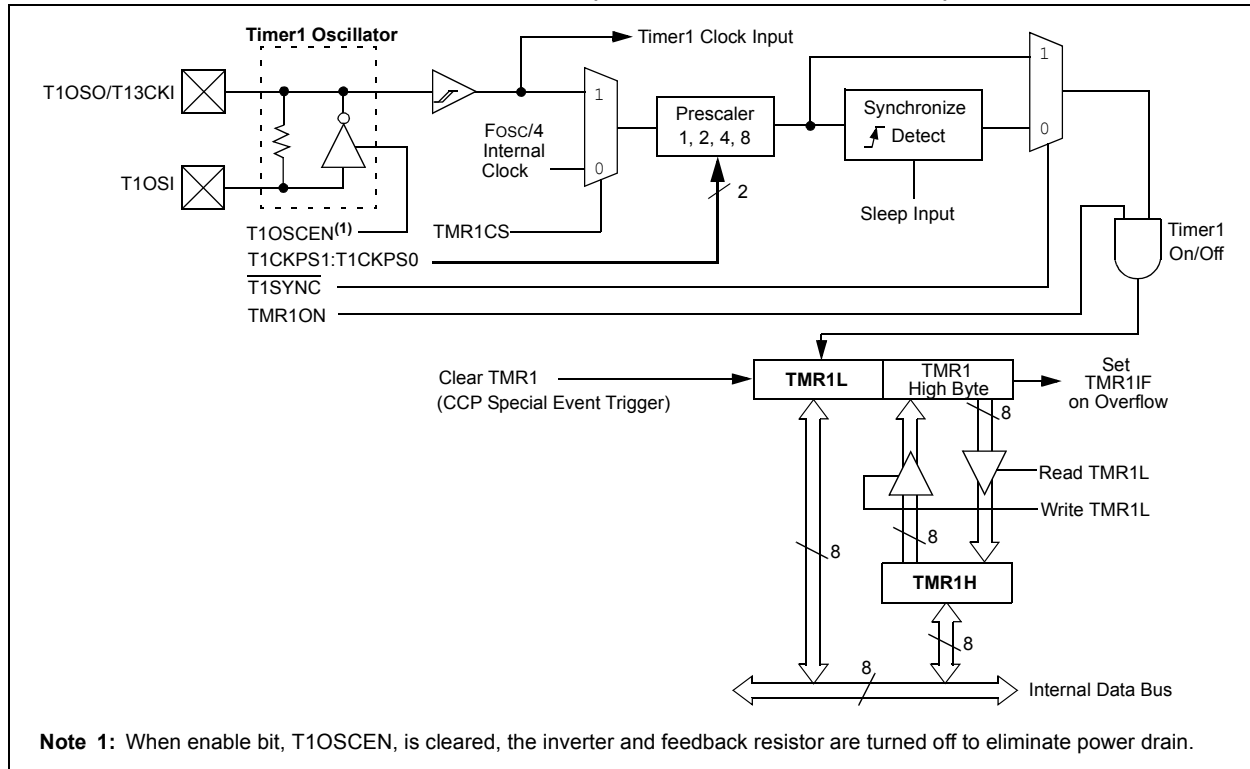 Timer1 Oscillator
Timer1 Clock Input
T1OSO/T13CKI
T1OSI
1
0
FOSC/4
Internal
Clock
Prescaler
1, 2, 4, 8
2
Synchronize
Detect
Sleep Input
1
0
T1OSCEN(1)
TMR1CS
T1CKPS1:T1CKPS0
T1SYNC
TMR1ON
Timer1
On/Off
Clear TMR1
(CCP Special Event Trigger)
TMR1L
TMR1
High Byte
Set
TMR1IF
on Overflow
8
Read TMR1L
Write TMR1L
8
8
TMR1H
8
8
Internal Data Bus
Note 1: When enable bit, T1OSCEN, is cleared, the inverter and feedback resistor are turned off to eliminate power drain.